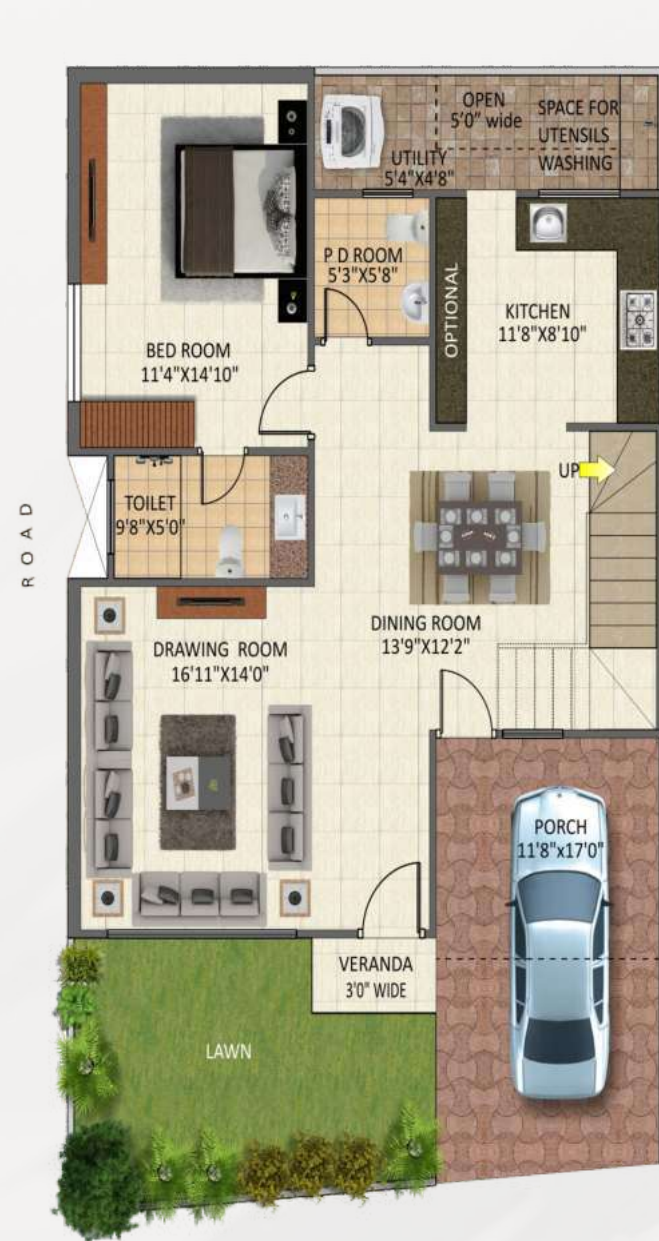 OPEN
5'0" wide
SPACE FOR
UTENSILS
WASHING
UTILITY
5'4"X4'8"
P D ROOM
5'3"X5'8"
OPTIONAL
KITCHEN
11'8"X8'10"
BED ROOM
11'4"X14'10"
UP
TOILET
9'8"X5'0"
ROAD
DINING ROOM
13'9"X12'2"
DRAWING ROOM
16'11"X14'0"
PORCH
11'8"x17'0"
VERANDA
3'0" WIDE
LAWN